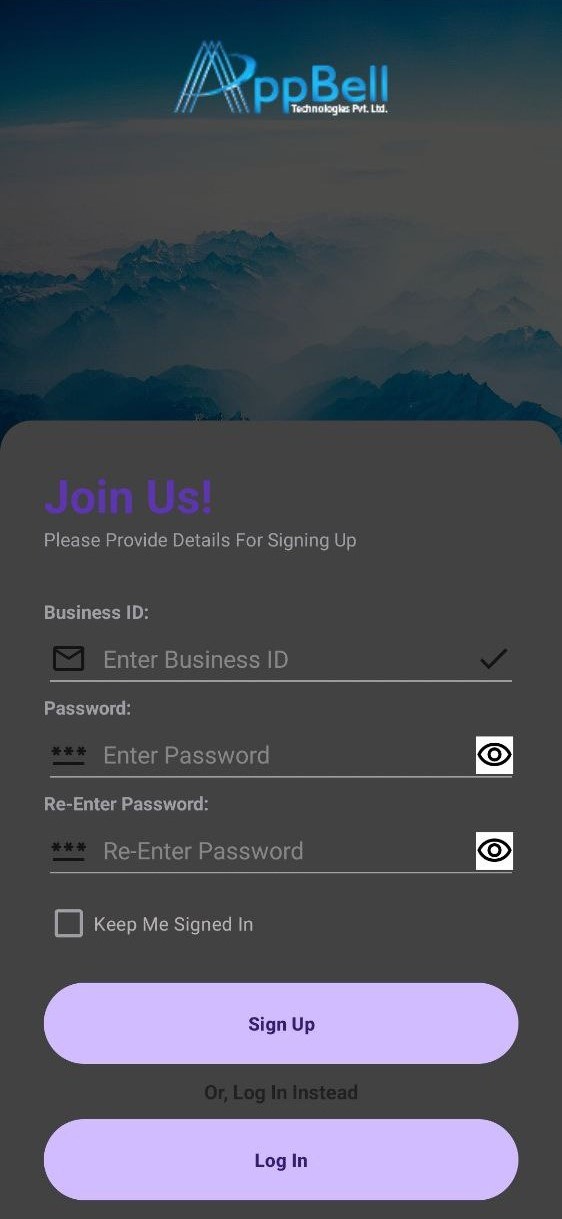 AppBell
Technologies Pvt. Ltd.
Join Us!
Please Provide Details For Signing Up
Business ID:
Enter Business ID
Password:
*** Enter Password
Re-Enter Password:
*** Re-Enter Password
Keep Me Signed In
Sign Up
Or, Log In Instead
Log In